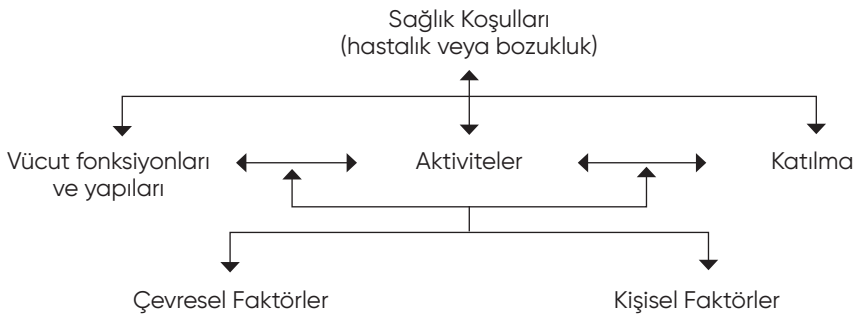 Sağlık Koşulları
(hastalık veya bozukluk)
Vücut fonksiyonları
ve yapıları
Aktiviteler
Katılma
Çevresel Faktörler
Kişisel Faktörler